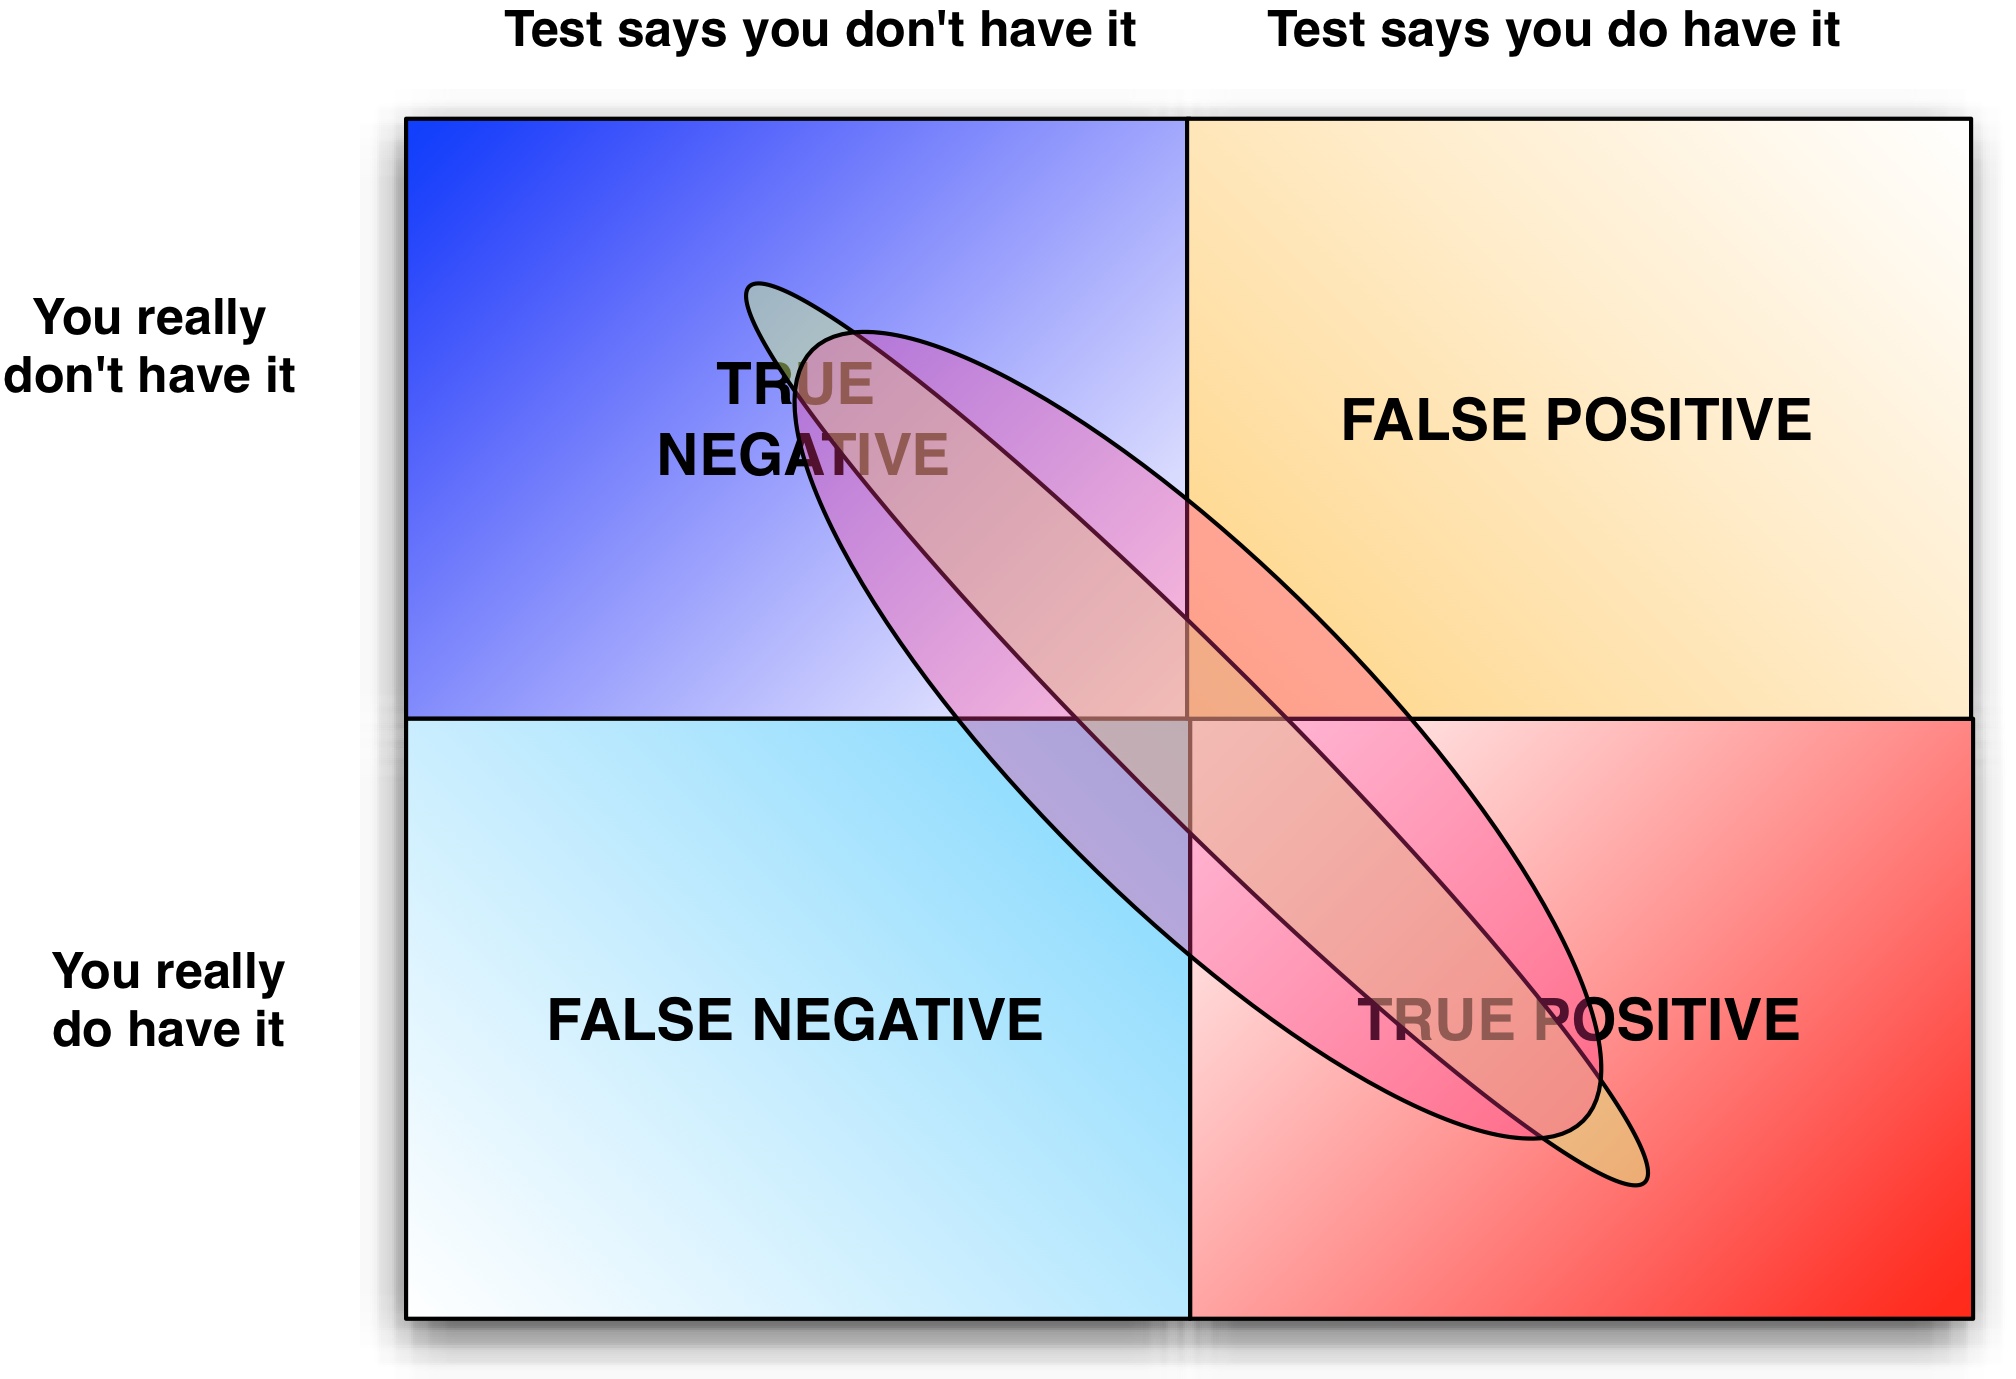 Test says you don't have it
Test says you do have it
You really
don't have it
TRUE
NEGATIVE
FALSE POSITIVE
You really
do have it
FALSE NEGATIVE
TRUE POSITIVE